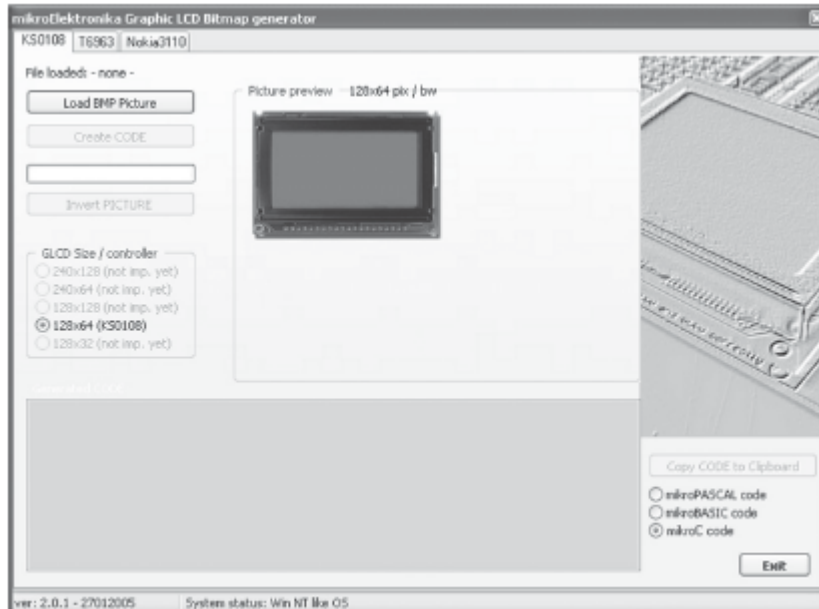 mikroElektronika Graphic LCD Bitmap generator
KS0108 T6963 Nokia3110
File loaded: - none -
Load BMP Picture
Create CODE
Invert PICTURE
GLCD Size / controller
240x128 (not imp. yet)
240x64 (not imp. yet)
128x128 (not imp. yet)
128x64 (KS0108)
128x32 (not imp. yet)
Picture preview 128x64 pix / bw
Copy CODE to Clipboard
mikroPASCAL code
mikroBASIC code
mikroC code
Exit
ver: 2.0.1 - 27012005 System status: Win NT like OS